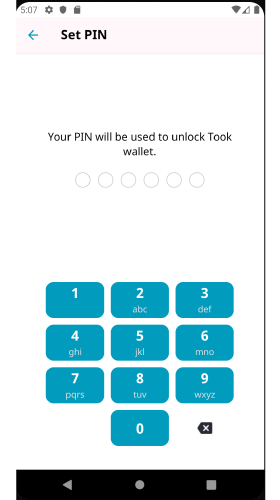 5:07
Set PIN
Your PIN will be used to unlock Took
wallet.
1
2
abc
3
def
4
ghi
5
jkl
6
mno
7
pqrs
8
tuv
9
wxyz
0